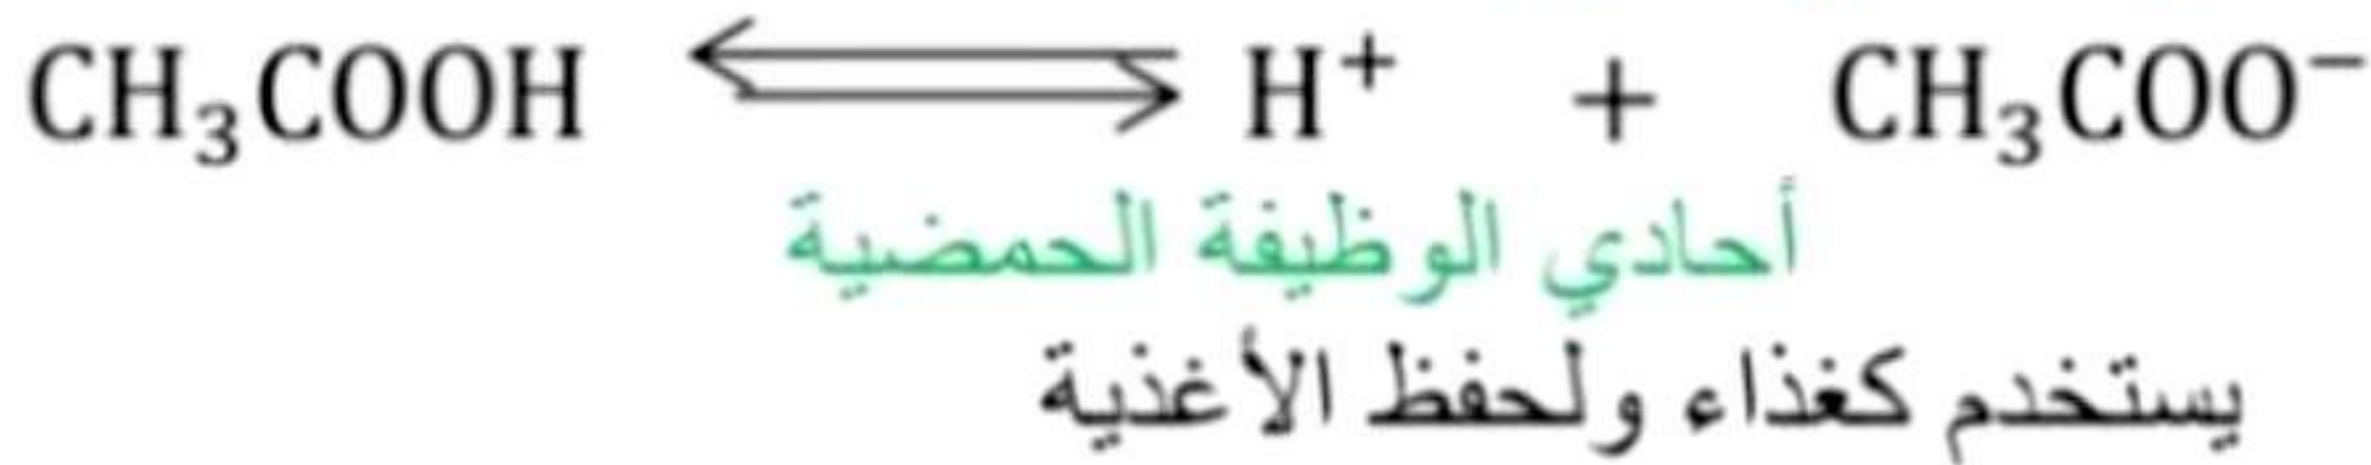 CH₃COOH ⇌ H⁺ + CH₃COO⁻
أحادي الوظيفة الحمضية
يستخدم كغذاء ولحفظ الأغذية